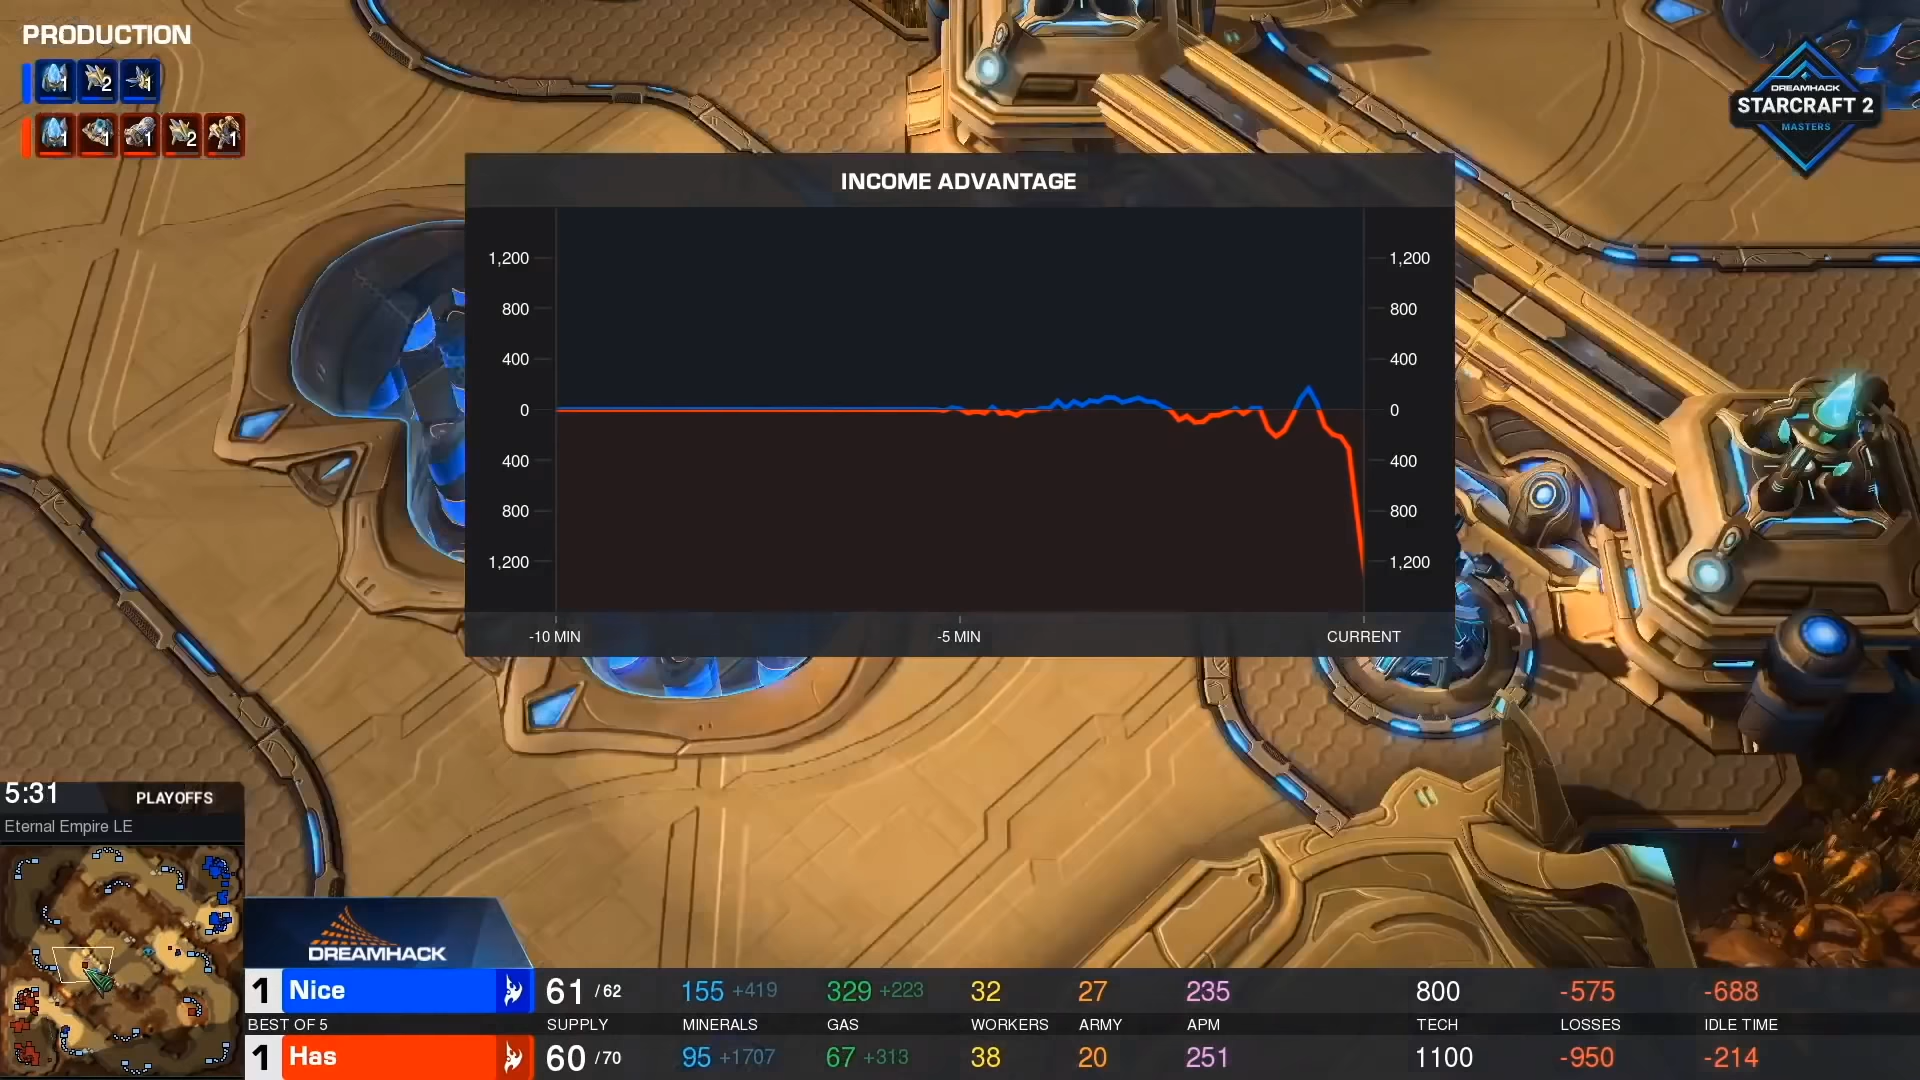 PRODUCTION
1 2 1
1 1 1 2 1
DREAMHACK
STARCRAFT 2
MASTERS
INCOME ADVANTAGE
1,200 1,200
800 800
400 400
0 0
400 400
800 800
1,200 1,200
-10 MIN -5 MIN CURRENT
5:31 PLAYOFFS
Eternal Empire LE
DREAMHACK
1 Nice 61 /62 155 +419 329 +223 32 27 235 800 -575 -688
BEST OF 5 SUPPLY MINERALS GAS WORKERS ARMY APM TECH LOSSES IDLE TIME
1 Has 60 /70 95 +1707 67 +313 38 20 251 1100 -950 -214